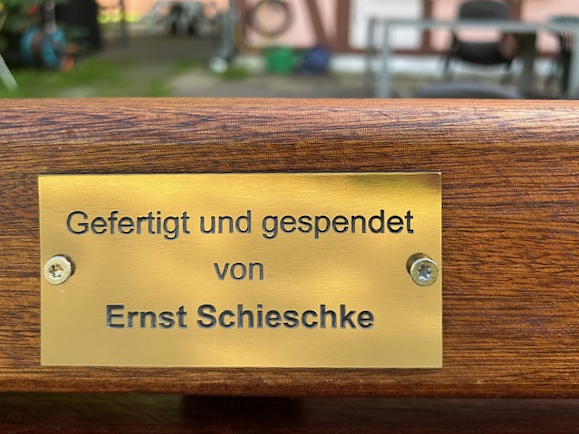 Gefertigt und gespendet
von
Ernst Schieschke